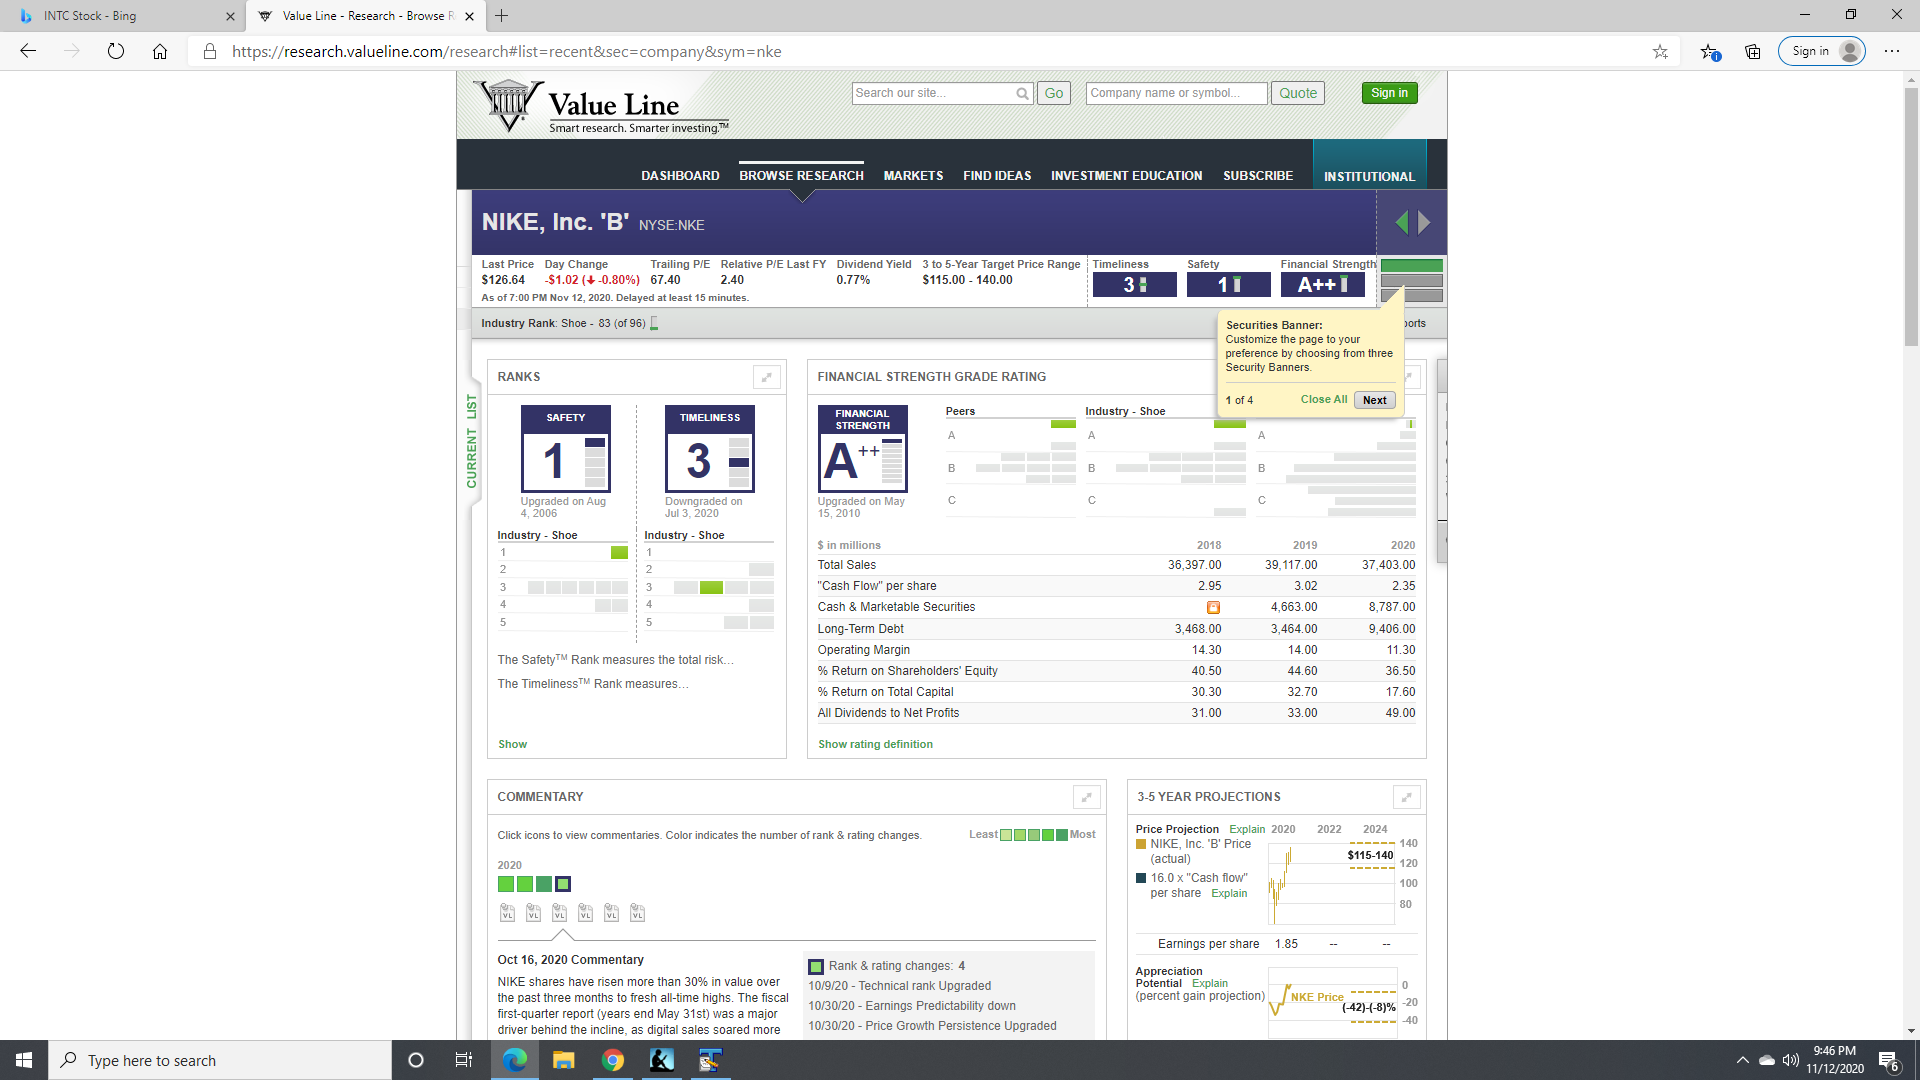 INTC Stock - Bing
Value Line - Research - Browse R
https://research.valueline.com/research#list=recent&sec=company&sym=nke
Sign in
Value Line
Smart research. Smarter investing.™
Search our site...
Go
Company name or symbol...
Quote
Sign in
DASHBOARD BROWSE RESEARCH MARKETS FIND IDEAS INVESTMENT EDUCATION SUBSCRIBE INSTITUTIONAL
NIKE, Inc. 'B' NYSE:NKE
Last Price Day Change Trailing P/E Relative P/E Last FY Dividend Yield 3 to 5-Year Target Price Range Timeliness Safety Financial Strength
$126.64 -$1.02 (-0.80%) 67.40 2.40 0.77% $115.00 - 140.00 3 1 A++
As of 7:00 PM Nov 12, 2020. Delayed at least 15 minutes.
Industry Rank: Shoe - 83 (of 96)
orts
Securities Banner:
Customize the page to your
preference by choosing from three
Security Banners.
1 of 4 Close All Next
CURRENT LIST
RANKS
SAFETY
1
Upgraded on Aug
4, 2006
TIMELINESS
3
Downgraded on
Jul 3, 2020
Industry - Shoe
1
2
3
4
5
Industry - Shoe
1
2
3
4
5
The Safety™ Rank measures the total risk...
The Timeliness™ Rank measures...
Show
FINANCIAL STRENGTH GRADE RATING
FINANCIAL
STRENGTH
A++
Upgraded on May
15, 2010
Peers
A
B
C
Industry - Shoe
A
B
C
A
B
C
$ in millions 2018 2019 2020
Total Sales 36,397.00 39,117.00 37,403.00
"Cash Flow" per share 2.95 3.02 2.35
Cash & Marketable Securities 4,663.00 8,787.00
Long-Term Debt 3,468.00 3,464.00 9,406.00
Operating Margin 14.30 14.00 11.30
% Return on Shareholders' Equity 40.50 44.60 36.50
% Return on Total Capital 30.30 32.70 17.60
All Dividends to Net Profits 31.00 33.00 49.00
Show rating definition
COMMENTARY
Click icons to view commentaries. Color indicates the number of rank & rating changes.
Least Most
2020
VL VL VL VL VL VL
Oct 16, 2020 Commentary
NIKE shares have risen more than 30% in value over
the past three months to fresh all-time highs. The fiscal
first-quarter report (years end May 31st) was a major
driver behind the incline, as digital sales soared more
Rank & rating changes: 4
10/9/20 - Technical rank Upgraded
10/30/20 - Earnings Predictability down
10/30/20 - Price Growth Persistence Upgraded
3-5 YEAR PROJECTIONS
Price Projection Explain 2020 2022 2024
NIKE, Inc. 'B' Price
(actual)
16.0 x "Cash flow"
per share Explain
$115-140
140
120
100
80
Earnings per share 1.85 -- --
Appreciation
Potential Explain
(percent gain projection)
NKE Price
(-42)-(-8)%
0
-20
-40
Type here to search
9:46 PM
11/12/2020
6